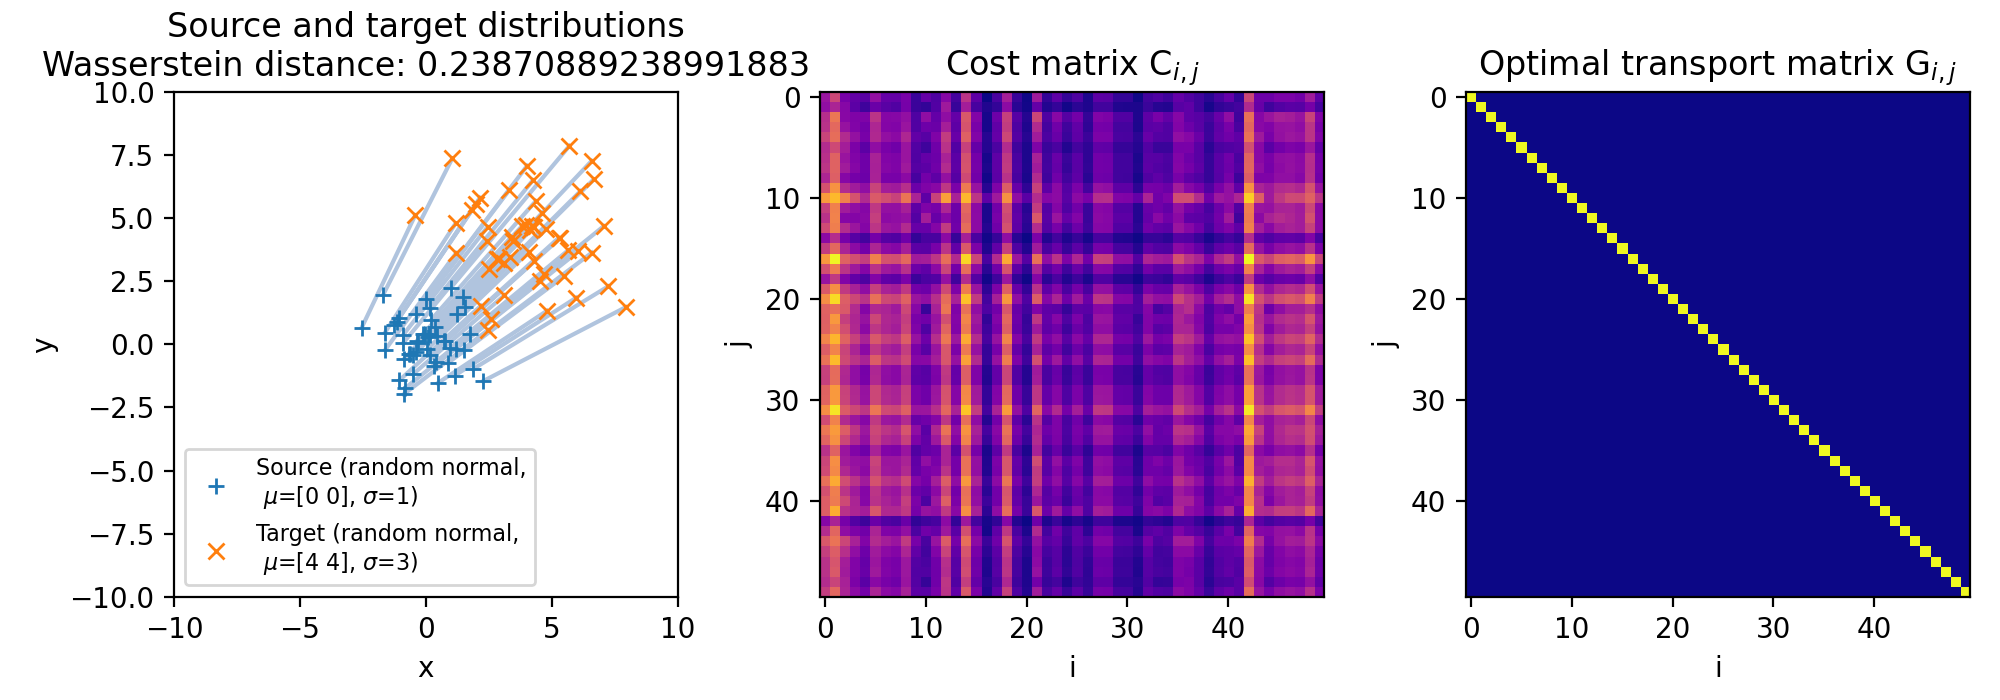 Source and target distributions
Wasserstein distance: 0.23870889238991883
10.0
7.5
5.0
2.5
0.0
−2.5
−5.0
−7.5
−10.0
y
Source (random normal,
μ=[0 0], σ=1)
Target (random normal,
μ=[4 4], σ=3)
−10
−5
0
5
10
x
Cost matrix C_{i,j}
0
10
20
30
40
j
0
10
20
30
40
i
Optimal transport matrix G_{i,j}
0
10
20
30
40
j
0
10
20
30
40
i